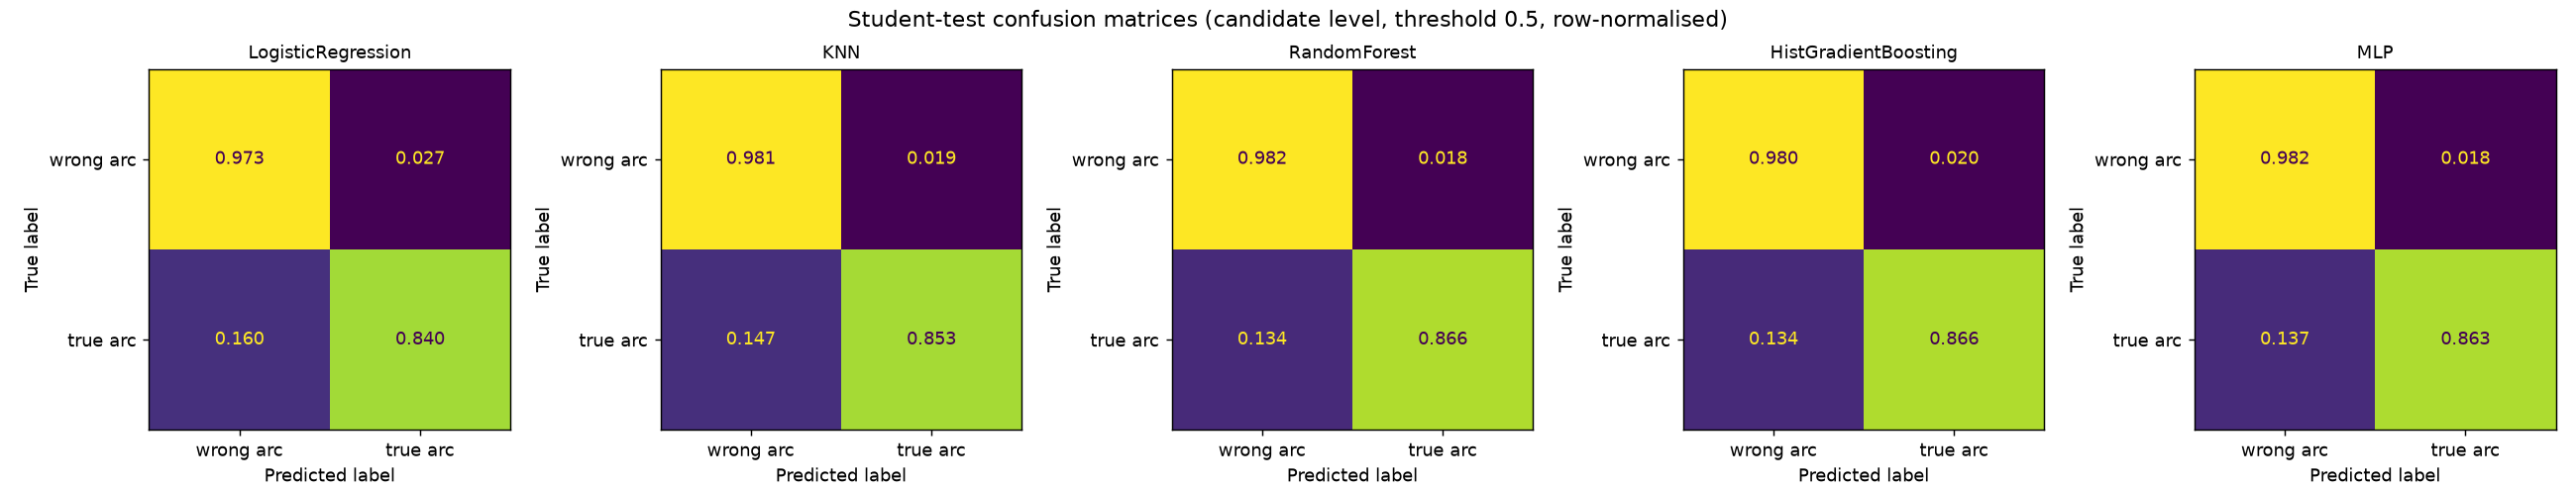 Student-test confusion matrices (candidate level, threshold 0.5, row-normalised)
LogisticRegression
True label
wrong arc
0.973
0.027
true arc
0.160
0.840
wrong arc
true arc
Predicted label
KNN
True label
wrong arc
0.981
0.019
true arc
0.147
0.853
wrong arc
true arc
Predicted label
RandomForest
True label
wrong arc
0.982
0.018
true arc
0.134
0.866
wrong arc
true arc
Predicted label
HistGradientBoosting
True label
wrong arc
0.980
0.020
true arc
0.134
0.866
wrong arc
true arc
Predicted label
MLP
True label
wrong arc
0.982
0.018
true arc
0.137
0.863
wrong arc
true arc
Predicted label